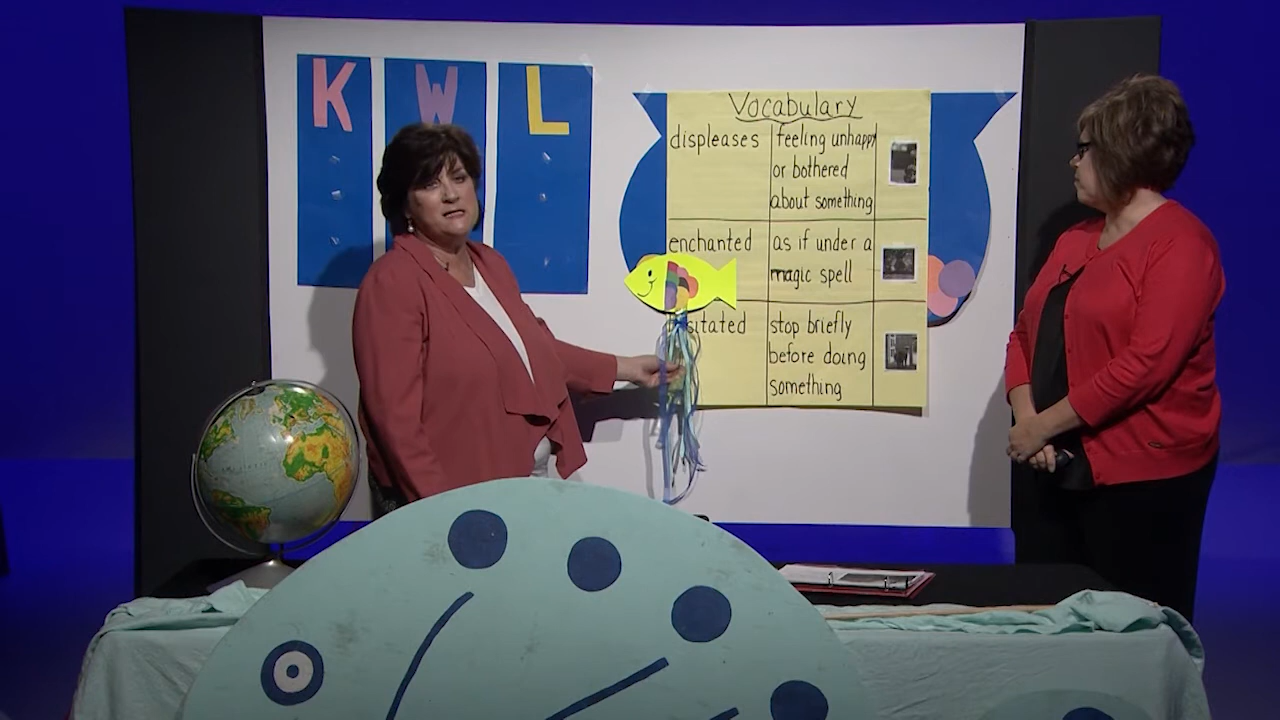 K W L
Vocabulary
displeases
feeling unhappy
or bothered
about something
enchanted
as if under a
magic spell
sitated
stop briefly
before doing
something